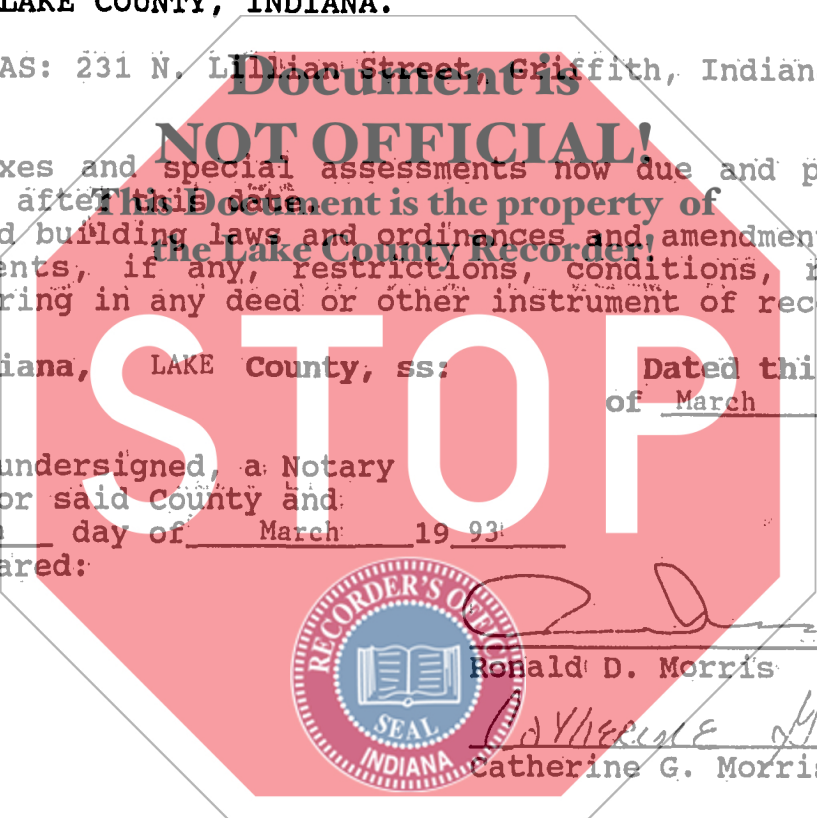 LAKE COUNTY, INDIANA.
AS: 231 N. Lillian Street, Griffith, Indian
Document is
NOT OFFICIAL!
xes and special assessments now due and p
after this date.
This Document is the property of
d building laws and ordinances and amendment
the Lake County Recorder!
ents, if any, restrictions, conditions, r
ring in any deed or other instrument of rec
STOP
iana, LAKE County, ss:
Dated thi
of March
undersigned, a Notary
or said County and
day of March 19 93
ared:
RECORDER'S OFFICE
SEAL
INDIANA
Ronald D. Morris
Catherine G
Catherine G. Morris